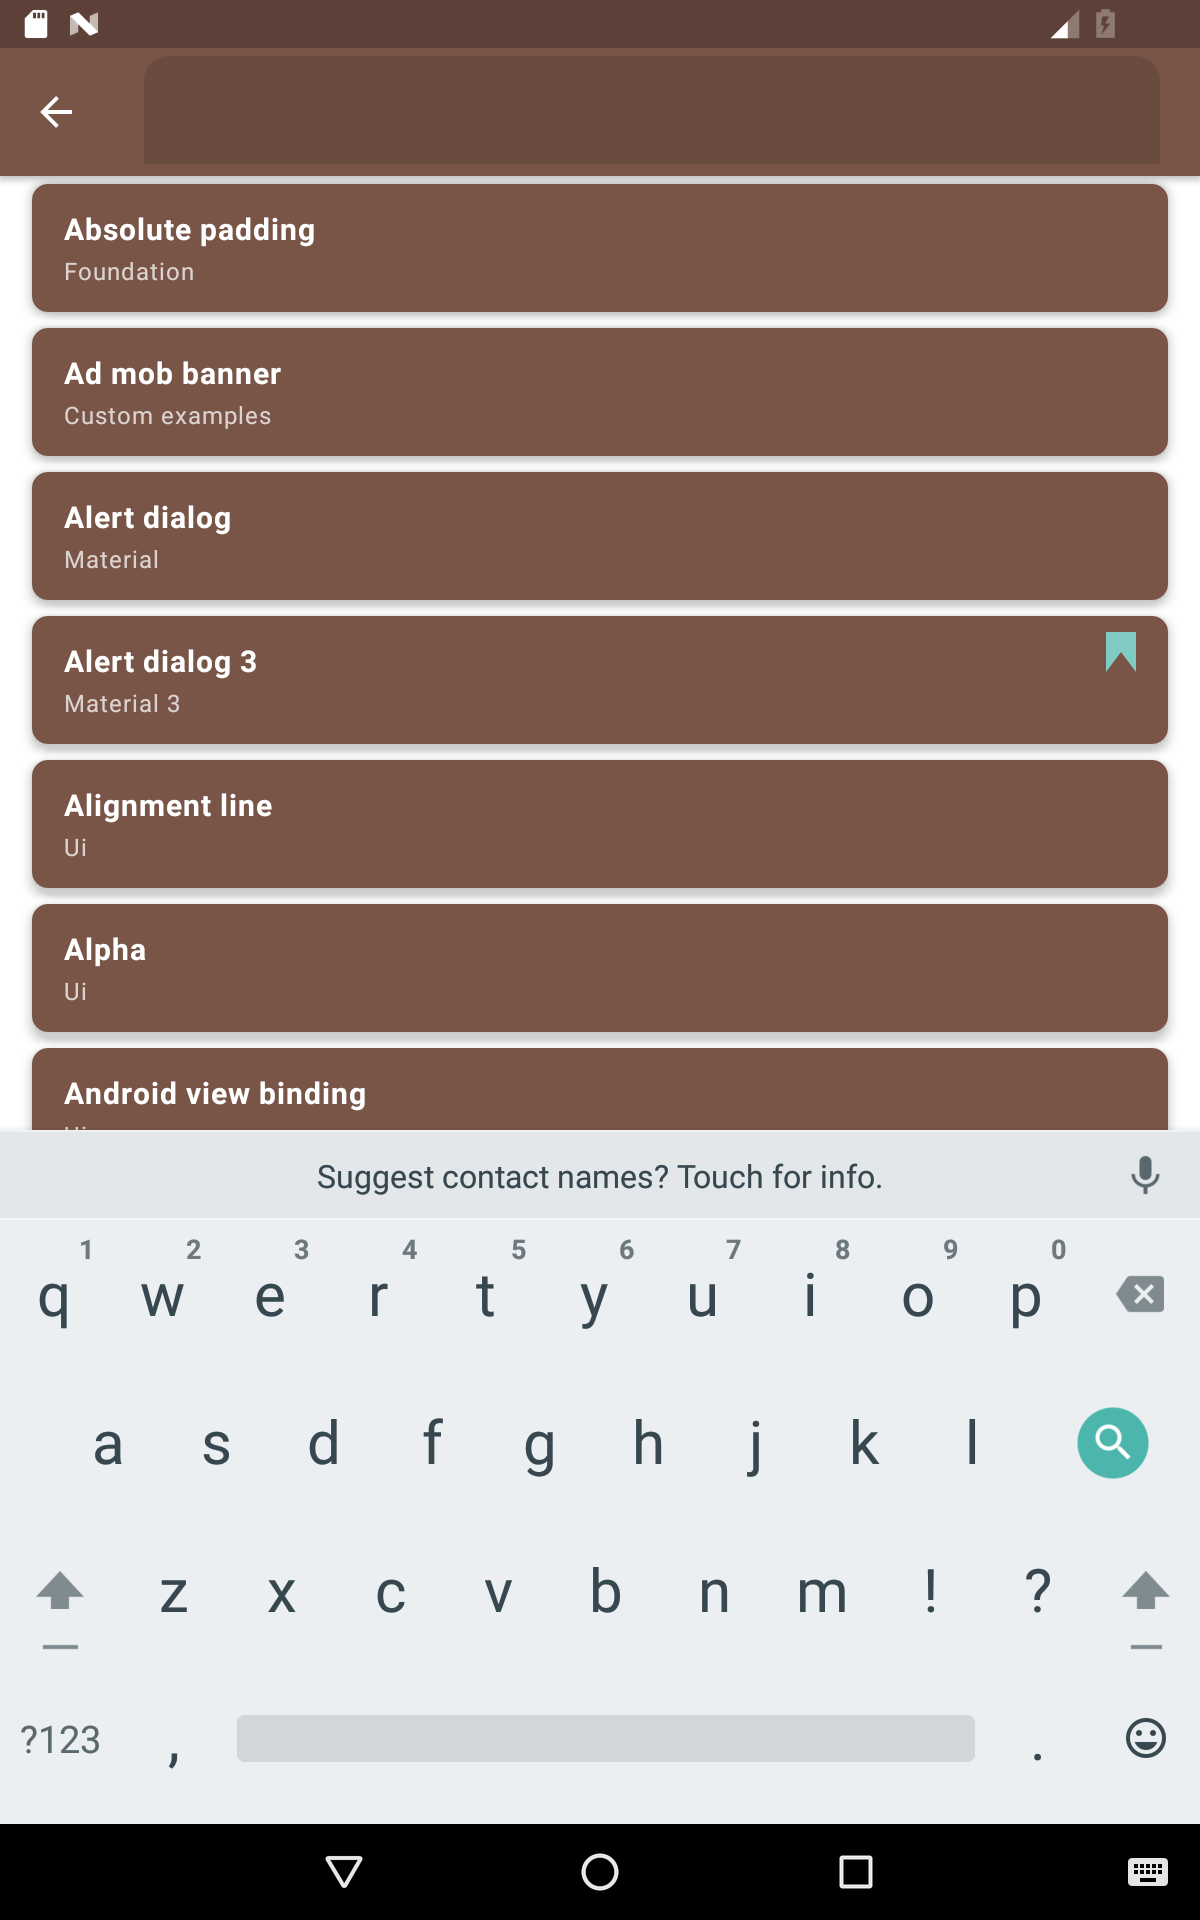 Absolute padding
Foundation
Ad mob banner
Custom examples
Alert dialog
Material
Alert dialog 3
Material 3
Alignment line
Ui
Alpha
Ui
Android view binding
Ui
Suggest contact names? Touch for info.
1 2 3 4 5 6 7 8 9 0
q w e r t y u i o p
a s d f g h j k l
z x c v b n m ! ?
?123 , .